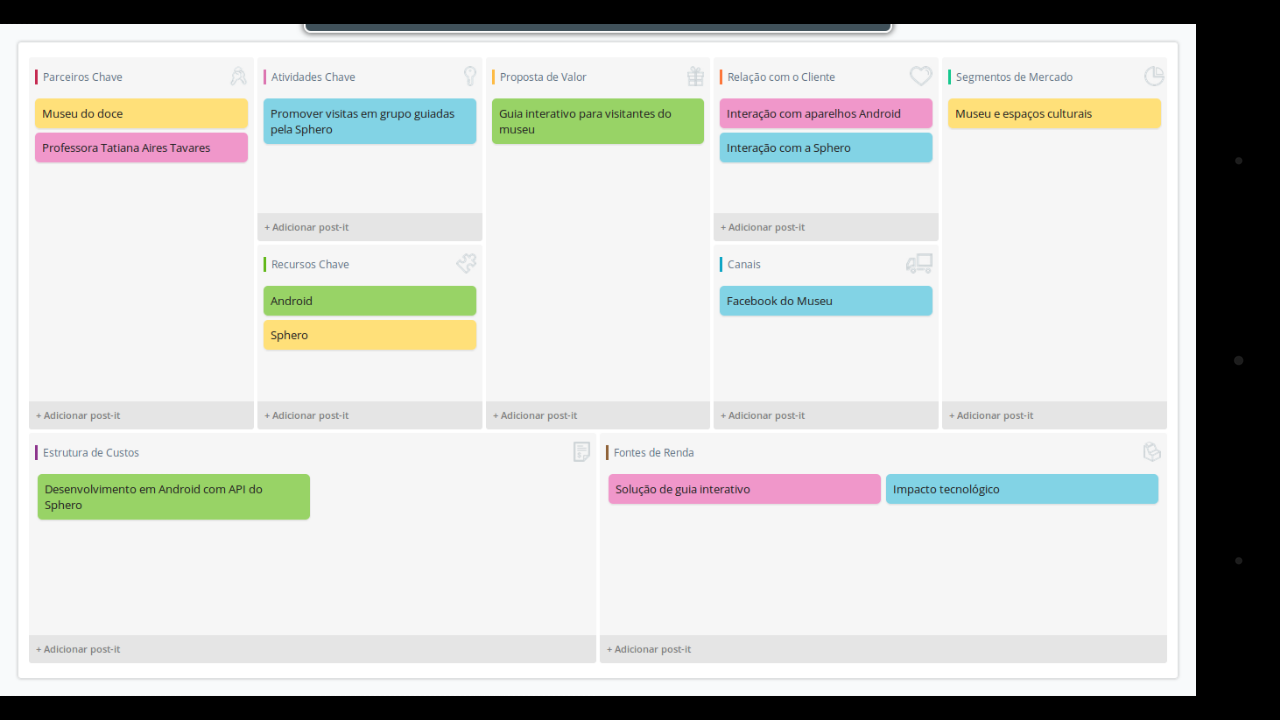 Parceiros Chave
Museu do doce
Professora Tatiana Aires Tavares
+ Adicionar post-it
Atividades Chave
Promover visitas em grupo guiadas
pela Sphero
+ Adicionar post-it
Recursos Chave
Android
Sphero
+ Adicionar post-it
Proposta de Valor
Guia interativo para visitantes do
museu
+ Adicionar post-it
Relação com o Cliente
Interação com aparelhos Android
Interação com a Sphero
+ Adicionar post-it
Canais
Facebook do Museu
+ Adicionar post-it
Segmentos de Mercado
Museu e espaços culturais
+ Adicionar post-it
Estrutura de Custos
Desenvolvimento em Android com API do
Sphero
+ Adicionar post-it
Fontes de Renda
Solução de guia interativo
Impacto tecnológico
+ Adicionar post-it